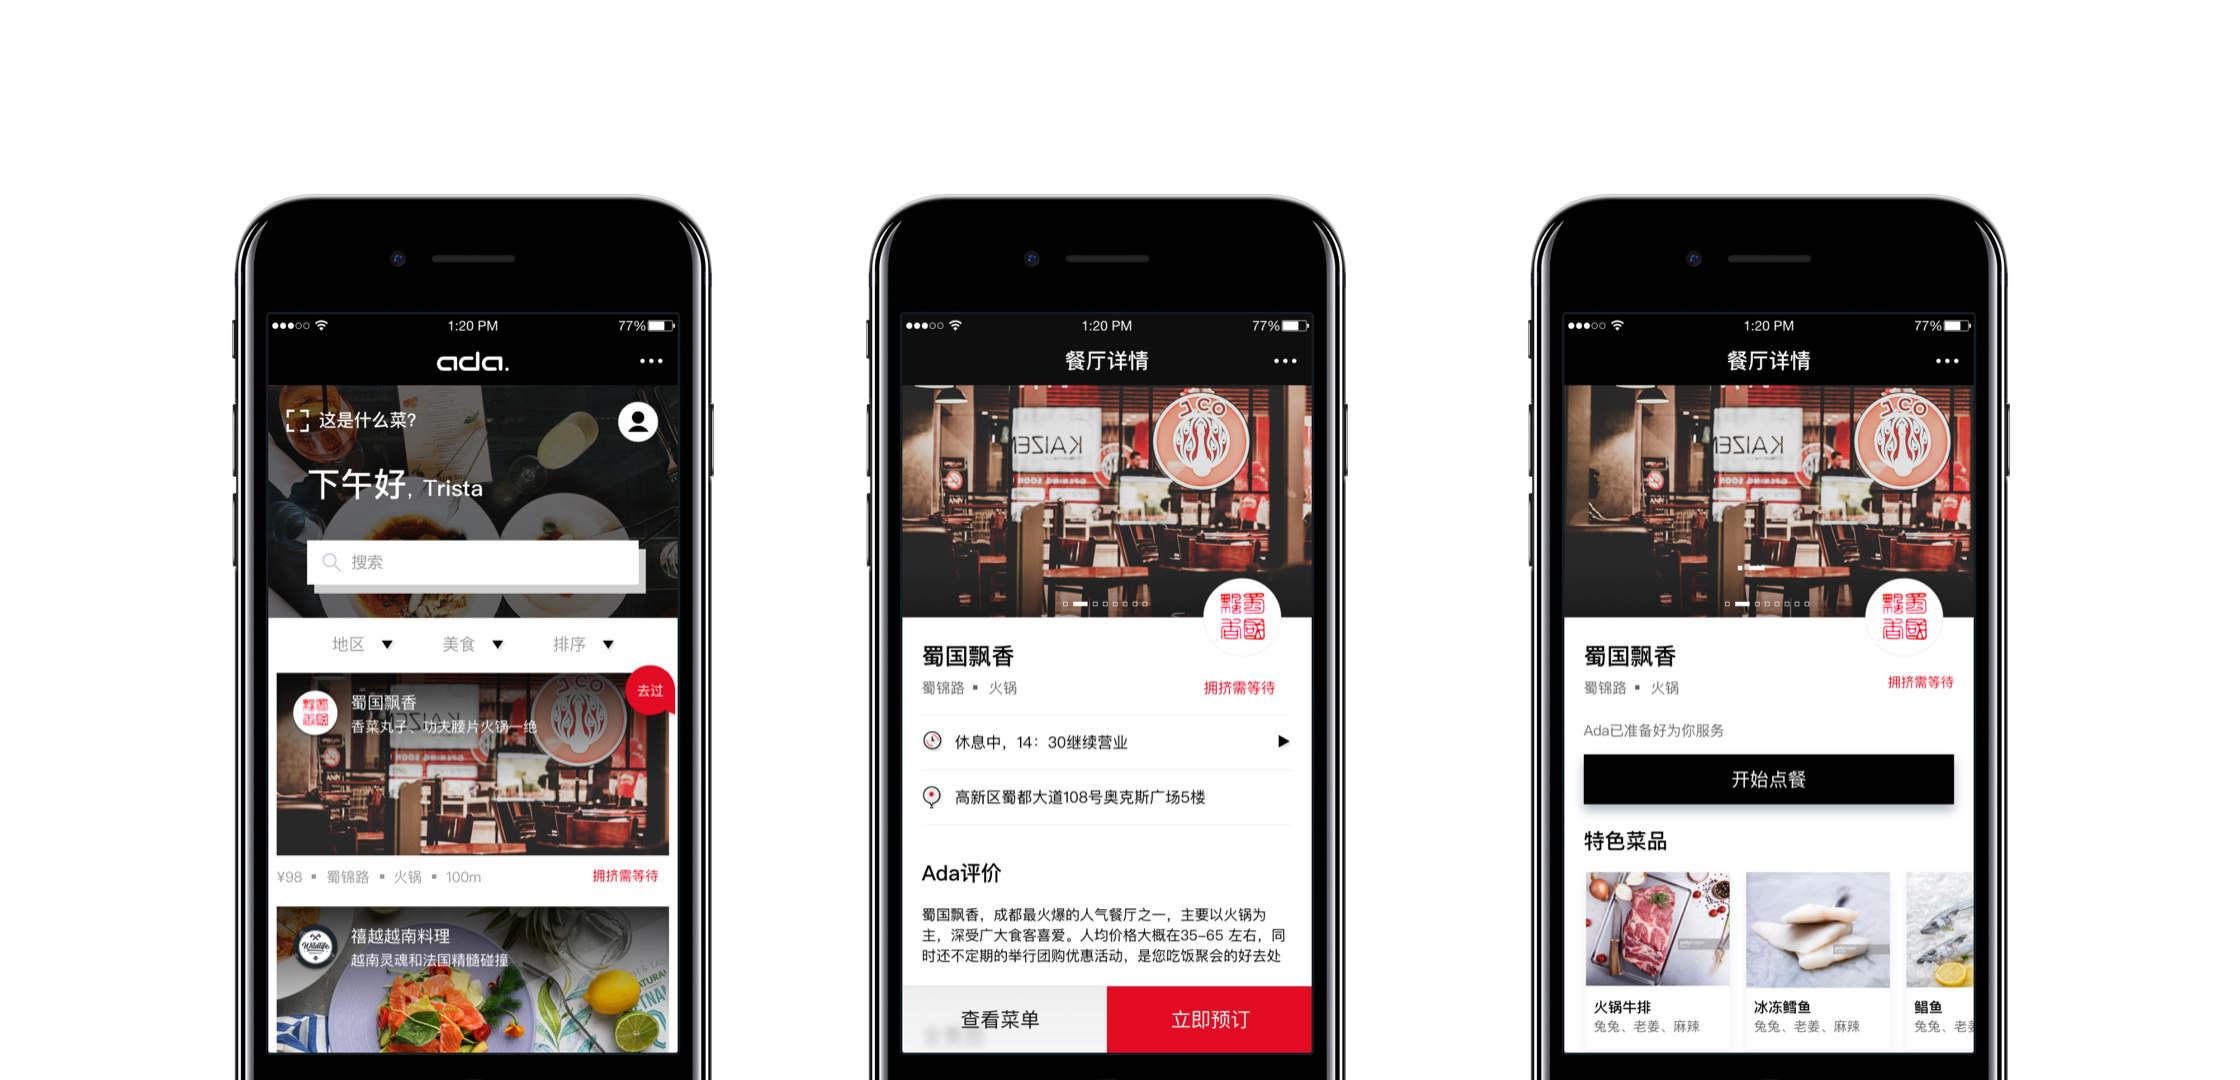 1:20 PM
77%
ada.
这是什么菜?
下午好, Trista
搜索
地区
美食
排序
去过
蜀国飘香
香菜丸子、功夫腰片火锅一绝
¥98 ▪ 蜀锦路 ▪ 火锅 ▪ 100m
拥挤需等待
禧越越南料理
越南灵魂和法国精髓碰撞
1:20 PM
77%
餐厅详情
J.CO
KAIZEN
蜀国飘香
蜀国飘香
蜀锦路 ▪ 火锅
拥挤需等待
休息中，14：30继续营业
高新区蜀都大道108号奥克斯广场5楼
Ada评价
蜀国飘香，成都最火爆的人气餐厅之一，主要以火锅为
主，深受广大食客喜爱。人均价格大概在35-65 左右，同
时还不定期的举行团购优惠活动，是您吃饭聚会的好去处
查看菜单
立即预订
1:20 PM
77%
餐厅详情
J.CO
KAIZEN
蜀国飘香
蜀国飘香
蜀锦路 ▪ 火锅
拥挤需等待
Ada已准备好为你服务
开始点餐
特色菜品
火锅牛排
兔兔、老姜、麻辣
冰冻鳕鱼
兔兔、老姜、麻辣
鲳鱼
兔兔、老姜